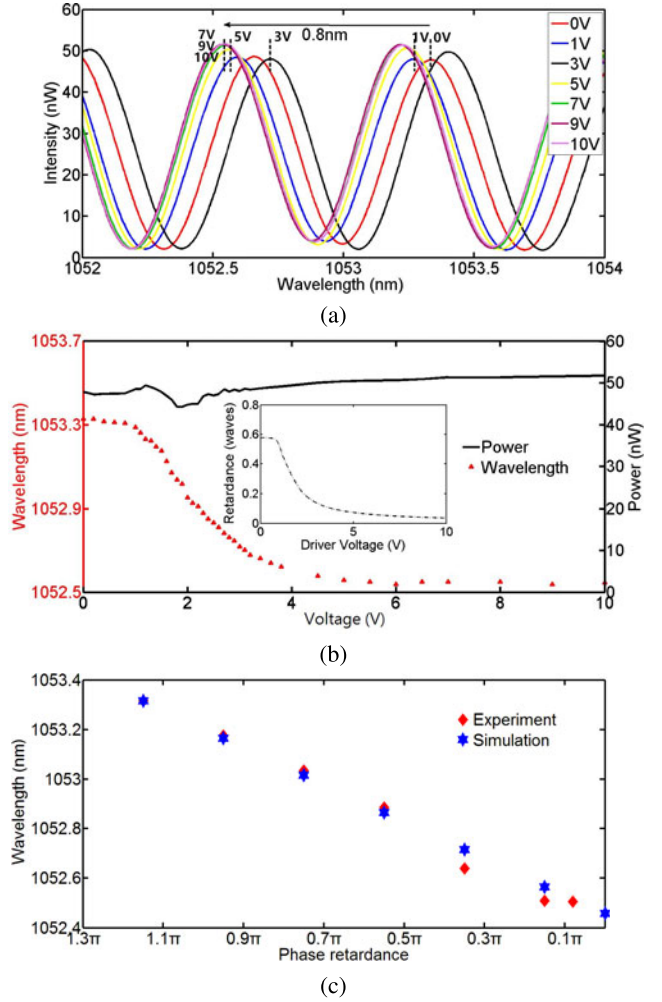 60
50
40
30
20
10
0
Intensity (nW)
7V
9V
10V
5V
3V
0.8nm
1V
0V
0V
1V
3V
5V
7V
9V
10V
1052
1052.5
1053
1053.5
1054
Wavelength (nm)
(a)
1053.7
1053.3
1052.9
1052.5
Wavelength (nm)
60
50
40
30
20
10
0
Power (nW)
0.8
0.6
0.4
0.2
0
Retardance (waves)
0
5
10
Driver Voltage (V)
Power
Wavelength
0
2
4
6
8
10
Voltage (V)
(b)
1053.4
1053.2
1053
1052.8
1052.6
1052.4
Wavelength (nm)
Experiment
Simulation
1.3π
1.1π
0.9π
0.7π
0.5π
0.3π
0.1π
Phase retardance
(c)